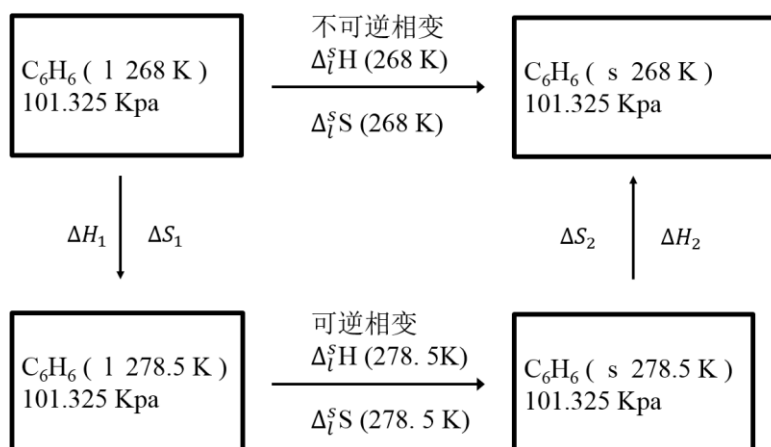 C₆H₆ ( l 268 K )
101.325 Kpa
不可逆相变
ΔₗˢH (268 K)
ΔₗˢS (268 K)
C₆H₆ ( s 268 K )
101.325 Kpa
ΔH₁
ΔS₁
ΔS₂
ΔH₂
C₆H₆ ( l 278.5 K )
101.325 Kpa
可逆相变
ΔₗˢH (278. 5K)
ΔₗˢS (278. 5 K)
C₆H₆ ( s 278.5 K )
101.325 Kpa